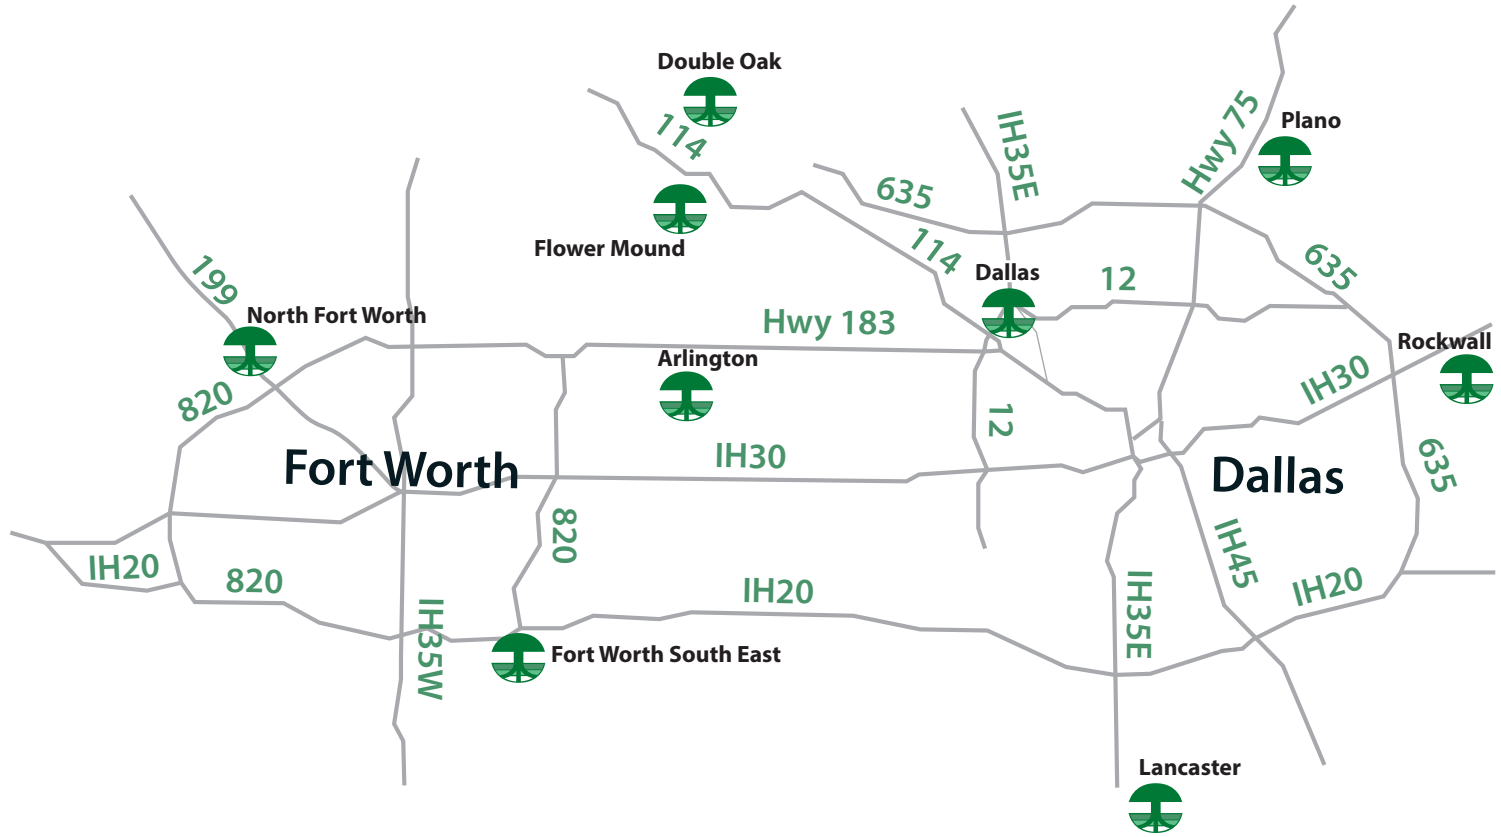 Double Oak
114
IH35E
Hwy 75
Plano
635
Flower Mound
114
199
Dallas
12
635
North Fort Worth
Hwy 183
Rockwall
Arlington
820
IH30
12
IH30
Fort Worth
Dallas
635
820
IH45
IH20
820
IH20
IH20
IH35E
IH35W
Fort Worth South East
Lancaster